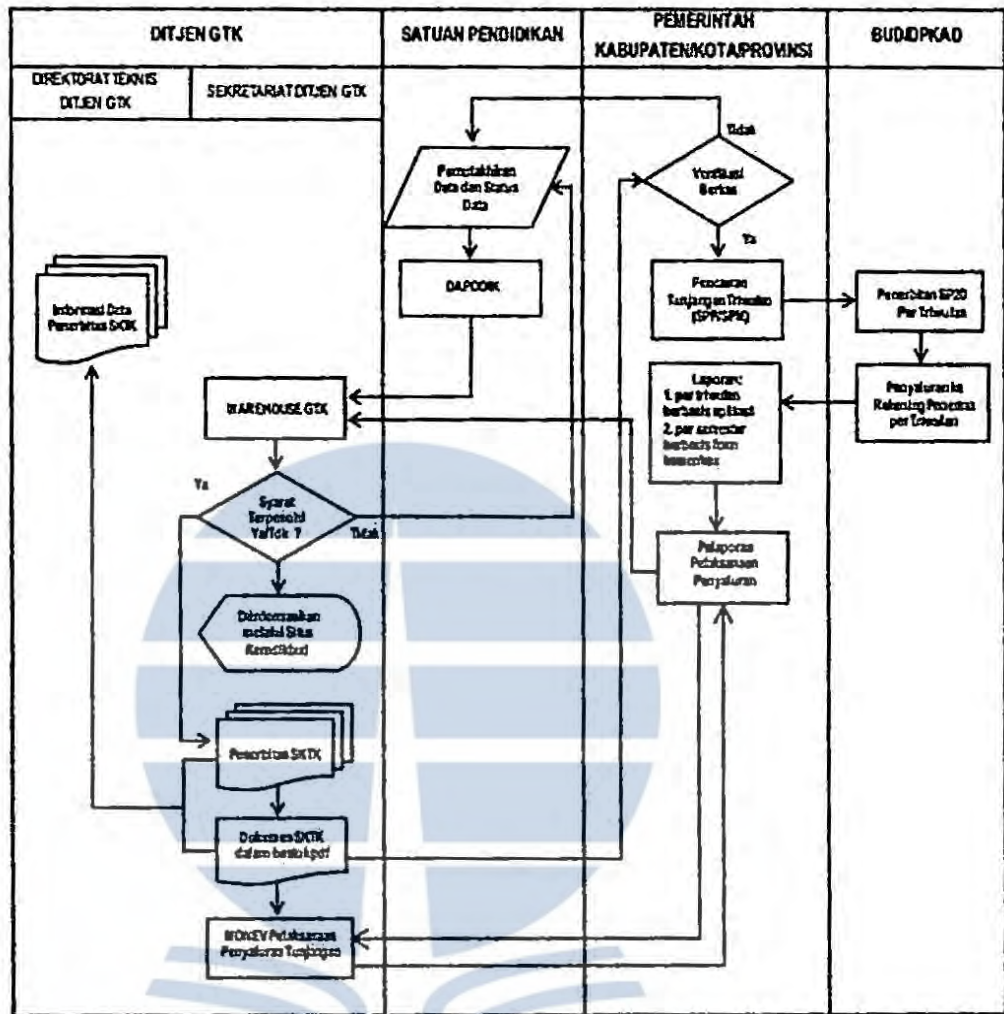 DITJEN GTK
SATUAN PENDIDIKAN
PEMERINTAH
KABUPATEN/KOTA/PROVINSI
BUD/DPKAD
DIREKTORAT TEKNIS
DITJEN GTK
SEKRETARIAT DITJEN GTK
Tidak
Pemutakhiran
Data dan Status
Data
Verifikasi
Berkas
Ya
DAPODIK
Tunjangan Triwulan
(SPP/SPM)
Penerbitan SP2D
Per Triwulan
Informasi Data
Penerbitan SKTK
WAREHOUSE GTK
Laporan:
1. per triwulan
berbasis aplikasi
2. per semester
berbasis form
Penyaluran ke
Rekening Penerima
per Triwulan
Ya
Syarat
Terpenuhi
Ya/Tdk ?
Tidak
Pelaporan
Pelaksanaan
Penyaluran
melalui Situs
Kemdikbud
Penerbitan SKTK
Dokumen SKTK
dalam bentuk pdf
MONEV Pelaksanaan
Penyaluran Tunjangan